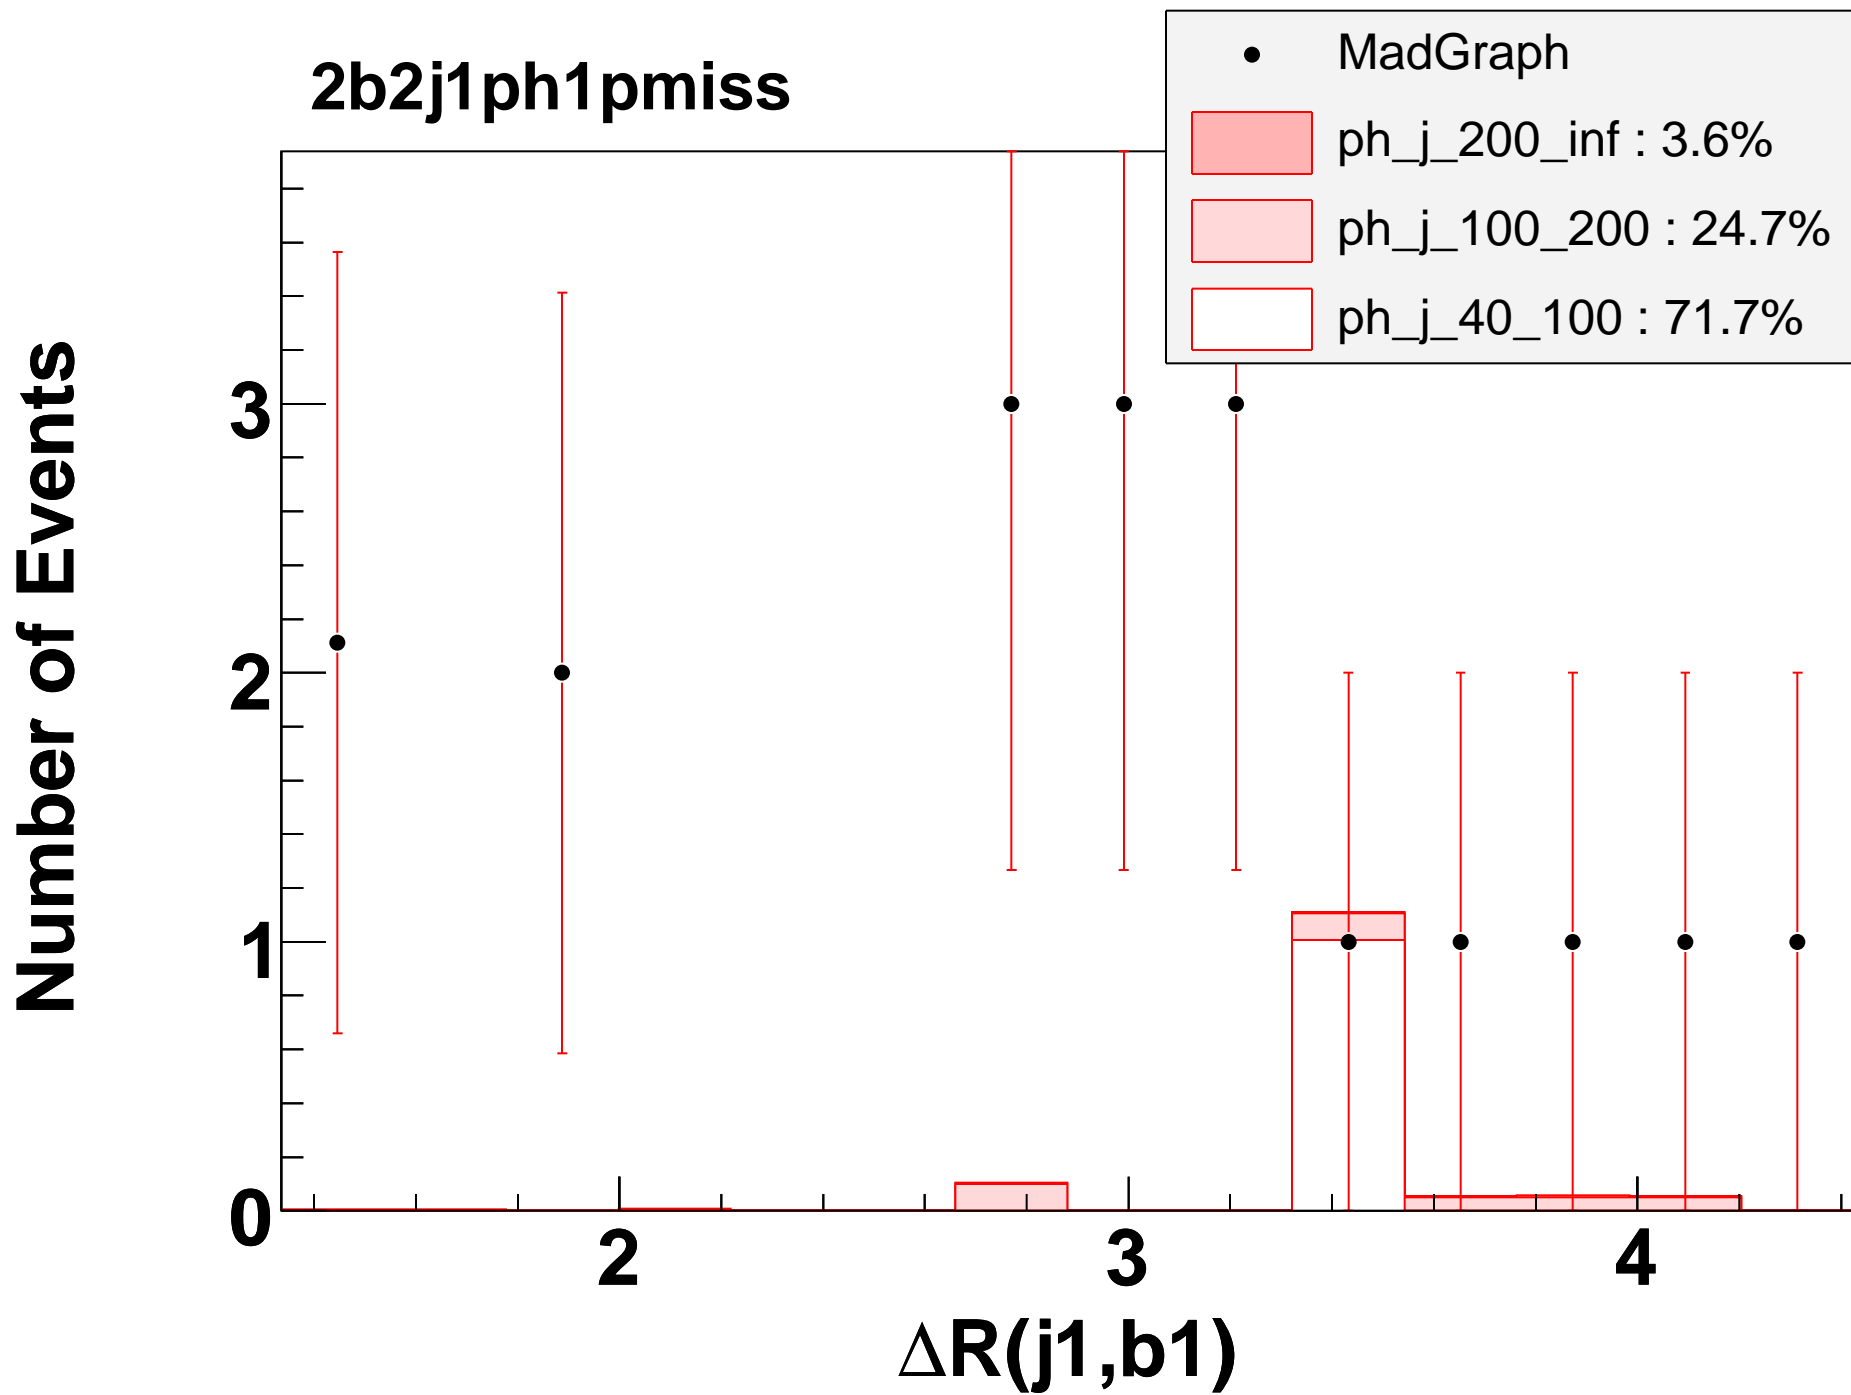 2b2j1ph1pmiss
MadGraph
ph_j_200_inf : 3.6%
ph_j_100_200 : 24.7%
ph_j_40_100 : 71.7%
Number of Events
3
2
1
0
2 3 4
ΔR(j1,b1)